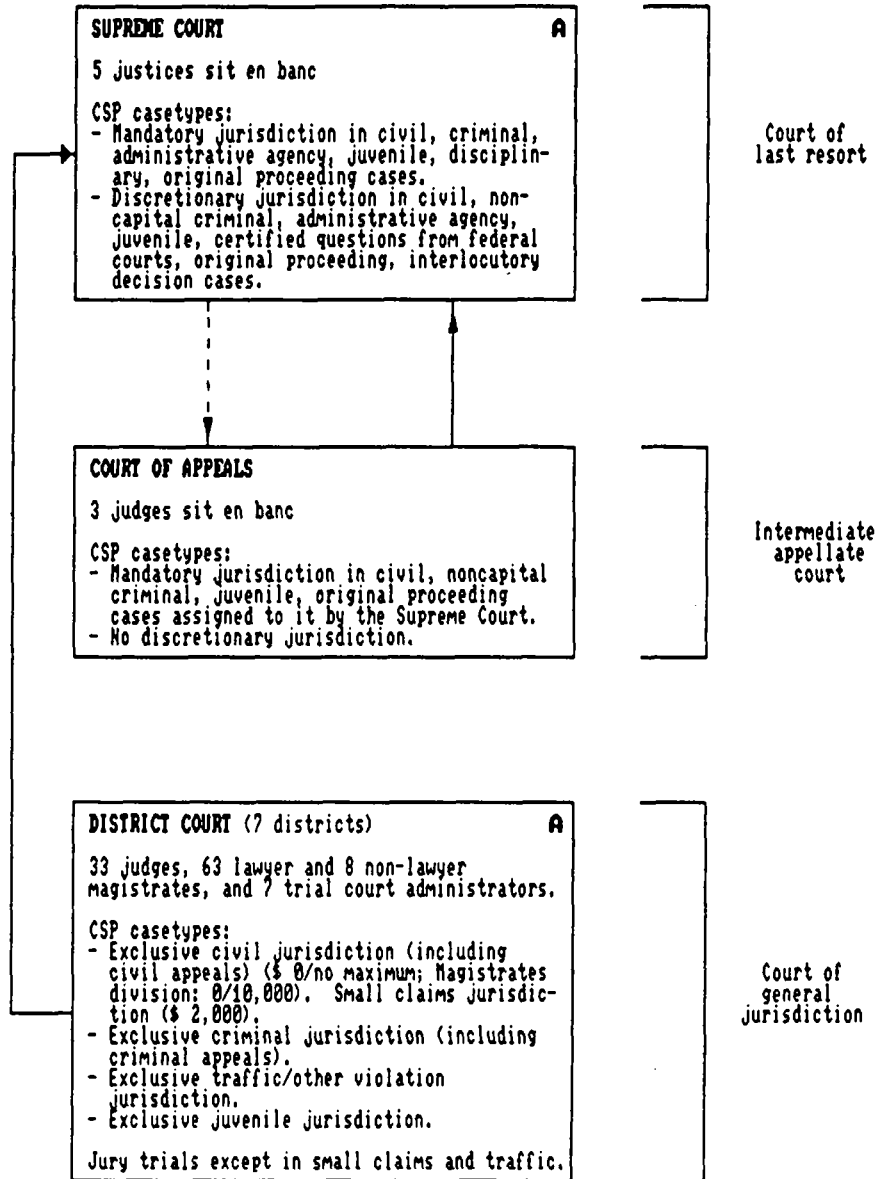 SUPREME COURT A
5 justices sit en banc
CSP casetypes:
- Mandatory jurisdiction in civil, criminal,
administrative agency, juvenile, disciplin-
ary, original proceeding cases.
- Discretionary jurisdiction in civil, non-
capital criminal, administrative agency,
juvenile, certified questions from federal
courts, original proceeding, interlocutory
decision cases.
Court of
last resort
COURT OF APPEALS
3 judges sit en banc
CSP casetypes:
- Mandatory jurisdiction in civil, noncapital
criminal, juvenile, original proceeding
cases assigned to it by the Supreme Court.
- No discretionary jurisdiction.
Intermediate
appellate
court
DISTRICT COURT (7 districts) A
33 judges, 63 lawyer and 8 non-lawyer
magistrates, and 7 trial court administrators.
CSP casetypes:
- Exclusive civil jurisdiction (including
civil appeals) ($ 0/no maximum; Magistrates
division: 0/10,000). Small claims jurisdic-
tion ($ 2,000).
- Exclusive criminal jurisdiction (including
criminal appeals).
- Exclusive traffic/other violation
jurisdiction.
- Exclusive juvenile jurisdiction.
Jury trials except in small claims and traffic.
Court of
general
jurisdiction